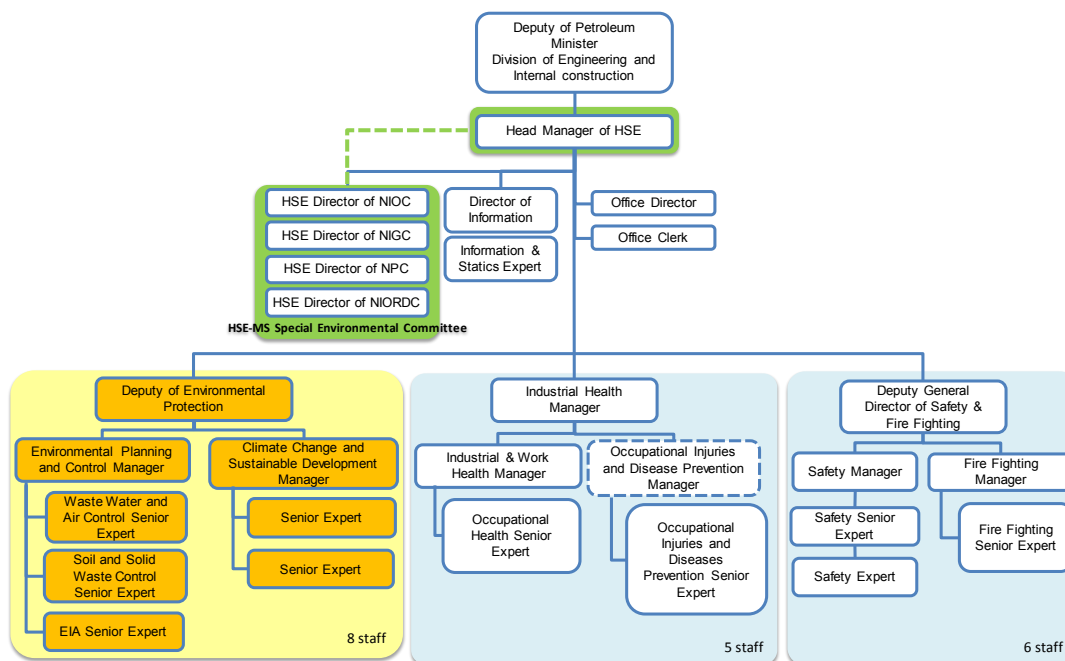 Deputy of Petroleum
Minister
Division of Engineering and
Internal construction
Head Manager of HSE
HSE Director of NIOC
HSE Director of NIGC
HSE Director of NPC
HSE Director of NIORDC
HSE-MS Special Environmental Committee
Director of
Information
Information &
Statics Expert
Office Director
Office Clerk
Deputy of Environmental
Protection
Environmental Planning
and Control Manager
Waste Water and
Air Control Senior
Expert
Soil and Solid
Waste Control
Senior Expert
EIA Senior Expert
Climate Change and
Sustainable Development
Manager
Senior Expert
Senior Expert
8 staff
Industrial Health
Manager
Industrial & Work
Health Manager
Occupational
Health Senior
Expert
Occupational Injuries
and Disease Prevention
Manager
Occupational
Injuries and
Diseases
Prevention Senior
Expert
5 staff
Deputy General
Director of Safety &
Fire Fighting
Safety Manager
Safety Senior
Expert
Safety Expert
Fire Fighting
Manager
Fire Fighting
Senior Expert
6 staff